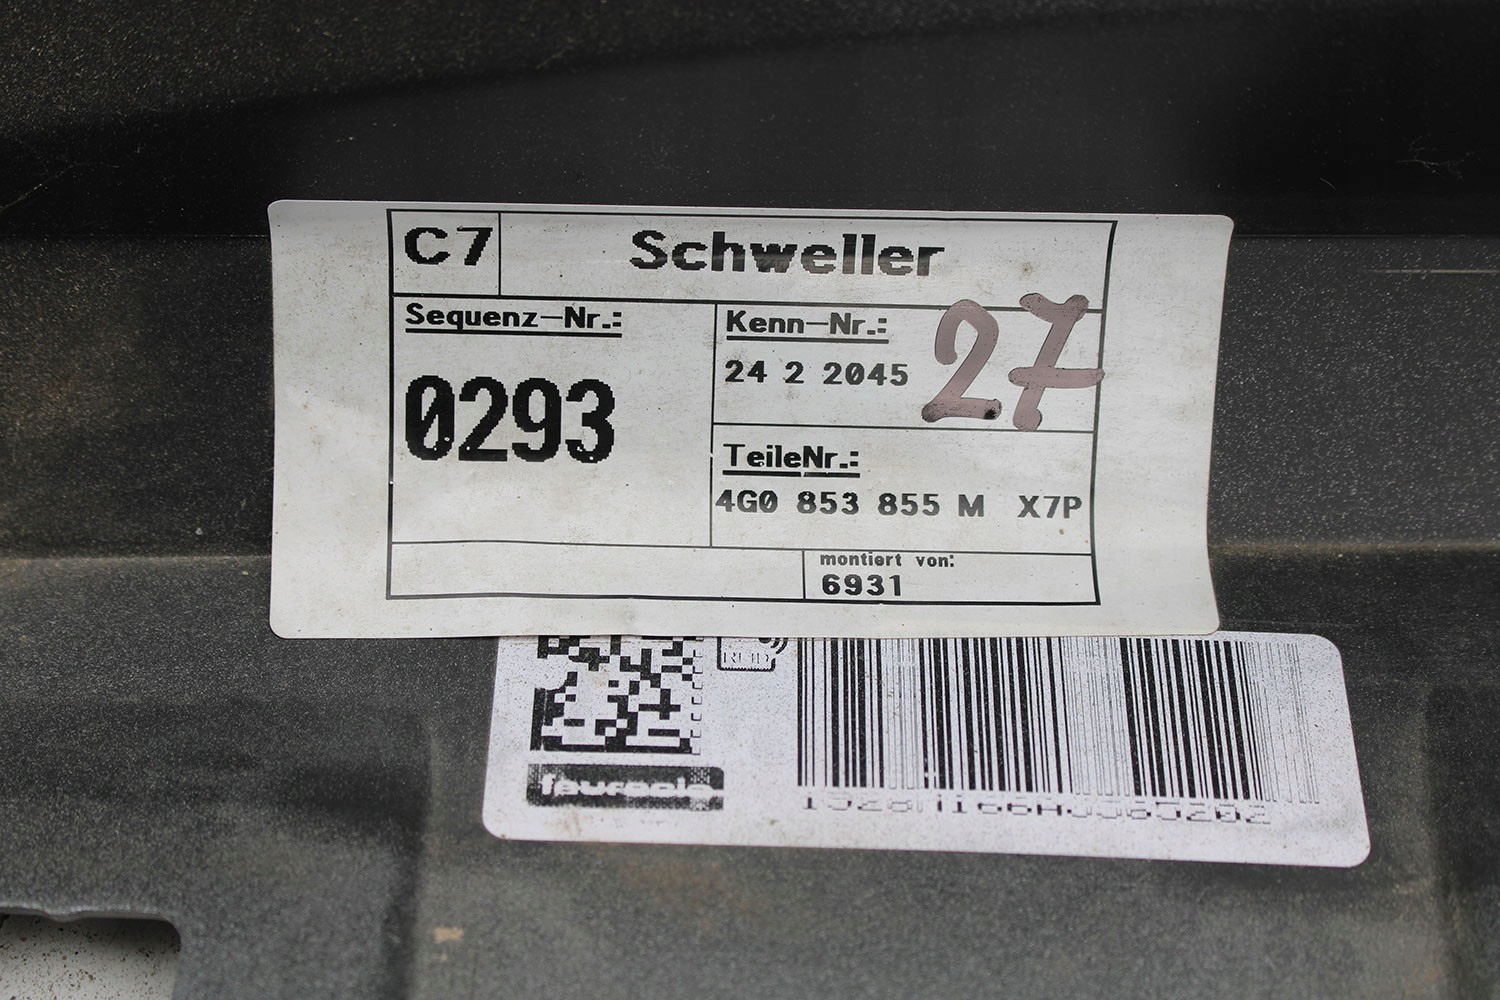 C7 Schweller
Sequenz-Nr.:
0293
Kenn-Nr.:
24 2 2045
27
TeileNr.:
4G0 853 855 M X7P
montiert von:
6931
RFID
faurecia